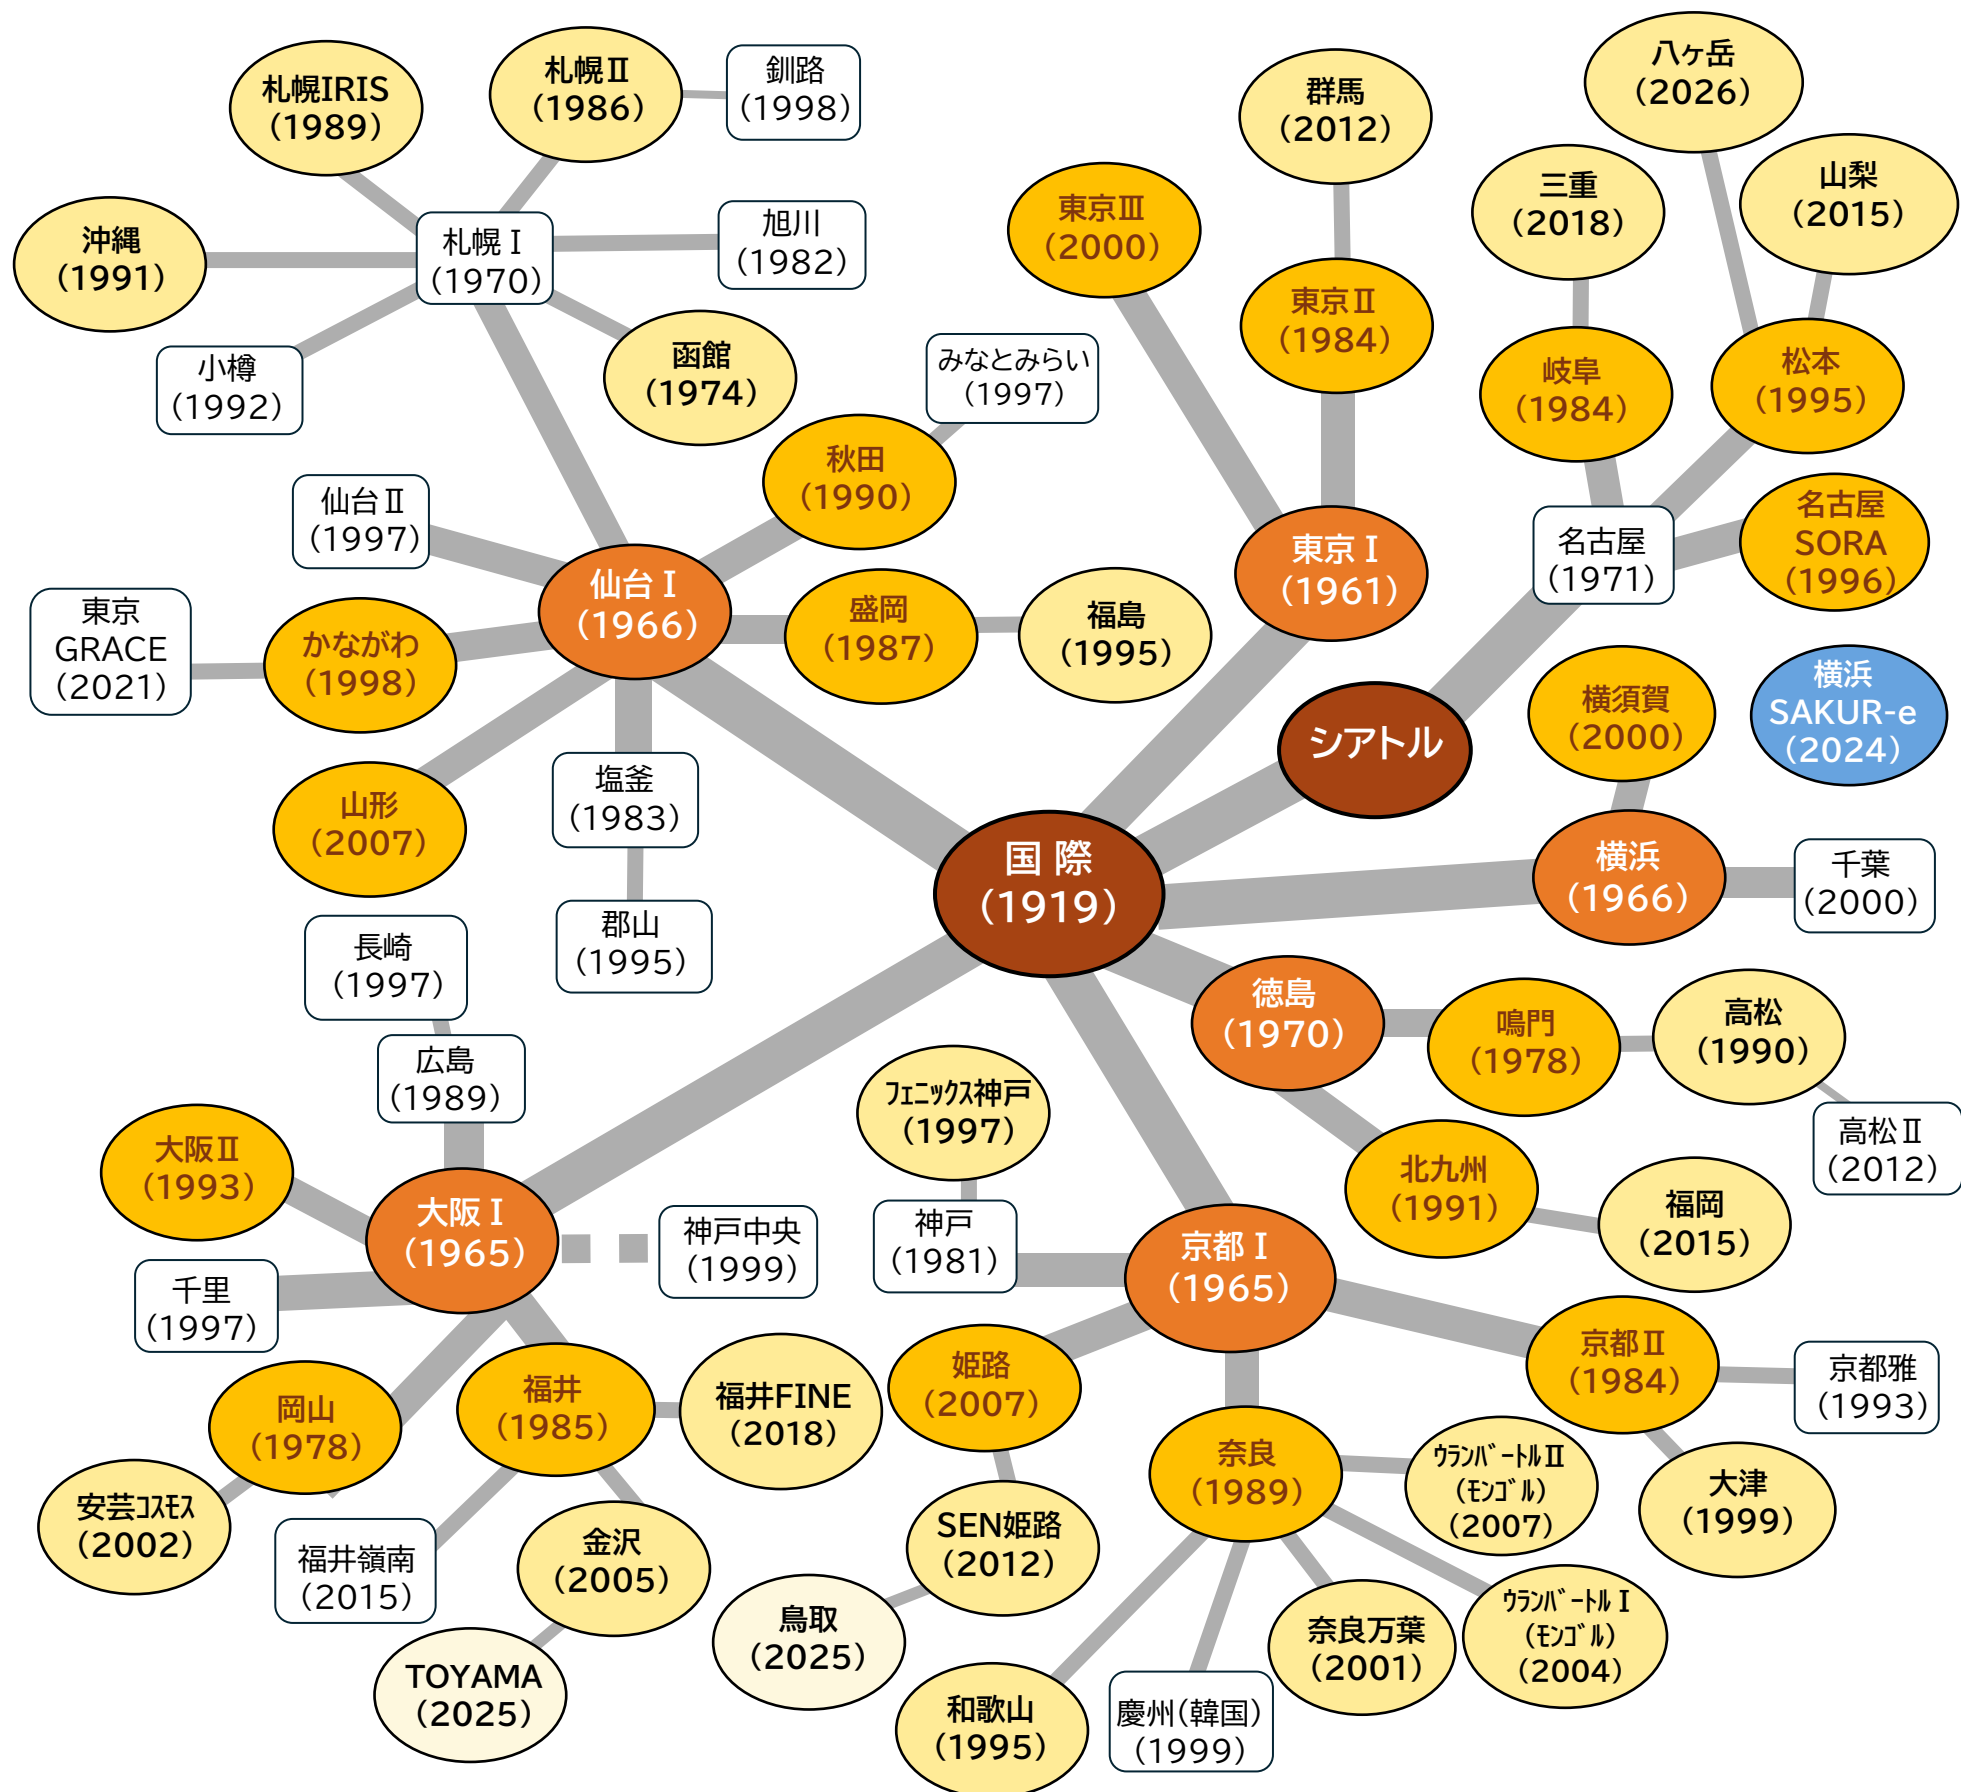 札幌IRIS
(1989)
札幌Ⅱ
(1986)
釧路
(1998)
沖縄
(1991)
札幌Ⅰ
(1970)
旭川
(1982)
小樽
(1992)
函館
(1974)
みなとみらい
(1997)
秋田
(1990)
仙台Ⅱ
(1997)
仙台Ⅰ
(1966)
盛岡
(1987)
福島
(1995)
東京
GRACE
(2021)
かながわ
(1998)
山形
(2007)
塩釜
(1983)
郡山
(1995)
群馬
(2012)
東京Ⅲ
(2000)
東京Ⅱ
(1984)
東京Ⅰ
(1961)
八ヶ岳
(2026)
三重
(2018)
山梨
(2015)
岐阜
(1984)
松本
(1995)
名古屋
(1971)
名古屋
SORA
(1996)
シアトル
横須賀
(2000)
横浜
SAKUR-e
(2024)
国 際
(1919)
横浜
(1966)
千葉
(2000)
徳島
(1970)
鳴門
(1978)
高松
(1990)
高松Ⅱ
(2012)
北九州
(1991)
福岡
(2015)
長崎
(1997)
広島
(1989)
大阪Ⅱ
(1993)
大阪Ⅰ
(1965)
神戸中央
(1999)
千里
(1997)
岡山
(1978)
福井
(1985)
福井FINE
(2018)
安芸ｺｽﾓｽ
(2002)
福井嶺南
(2015)
金沢
(2005)
TOYAMA
(2025)
ﾌｪﾆｯｸｽ神戸
(1997)
神戸
(1981)
京都Ⅰ
(1965)
姫路
(2007)
奈良
(1989)
京都Ⅱ
(1984)
京都雅
(1993)
大津
(1999)
SEN姫路
(2012)
鳥取
(2025)
ｳﾗﾝﾊﾞｰﾄﾙⅡ
(ﾓﾝｺﾞﾙ)
(2007)
ｳﾗﾝﾊﾞｰﾄﾙⅠ
(ﾓﾝｺﾞﾙ)
(2004)
奈良万葉
(2001)
和歌山
(1995)
慶州(韓国)
(1999)